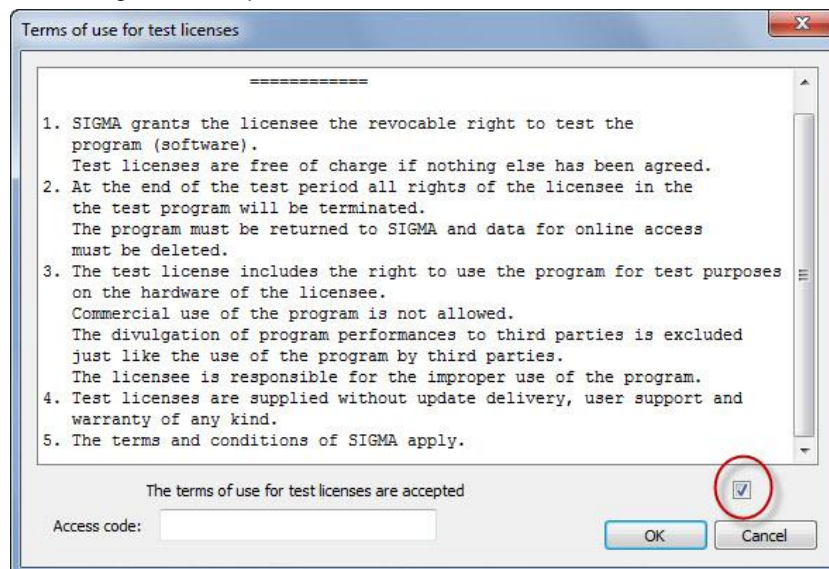 Terms of use for test licenses
============
1. SIGMA grants the licensee the revocable right to test the
program (software).
Test licenses are free of charge if nothing else has been agreed.
2. At the end of the test period all rights of the licensee in the
the test program will be terminated.
The program must be returned to SIGMA and data for online access
must be deleted.
3. The test license includes the right to use the program for test purposes
on the hardware of the licensee.
Commercial use of the program is not allowed.
The divulgation of program performances to third parties is excluded
just like the use of the program by third parties.
The licensee is responsible for the improper use of the program.
4. Test licenses are supplied without update delivery, user support and
warranty of any kind.
5. The terms and conditions of SIGMA apply.
The terms of use for test licenses are accepted
Access code:
OK Cancel